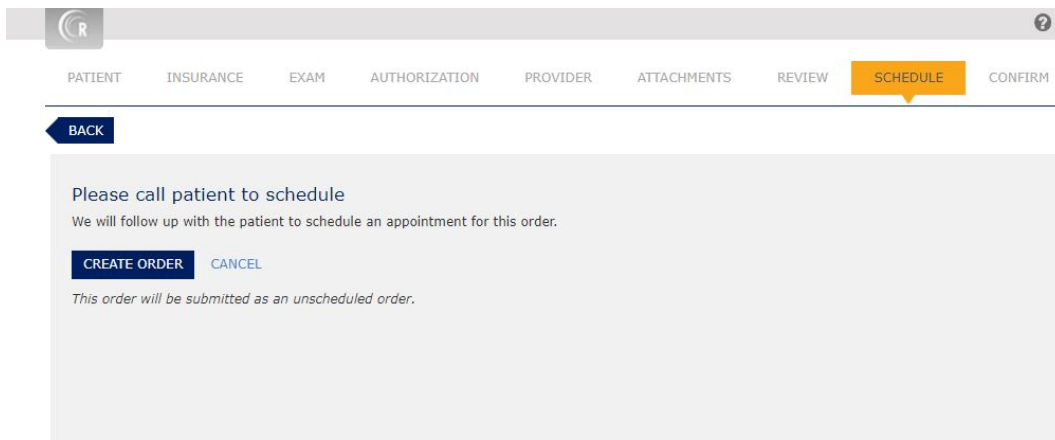 R
?
PATIENT INSURANCE EXAM AUTHORIZATION PROVIDER ATTACHMENTS REVIEW SCHEDULE CONFIRM
BACK
Please call patient to schedule
We will follow up with the patient to schedule an appointment for this order.
CREATE ORDER CANCEL
This order will be submitted as an unscheduled order.